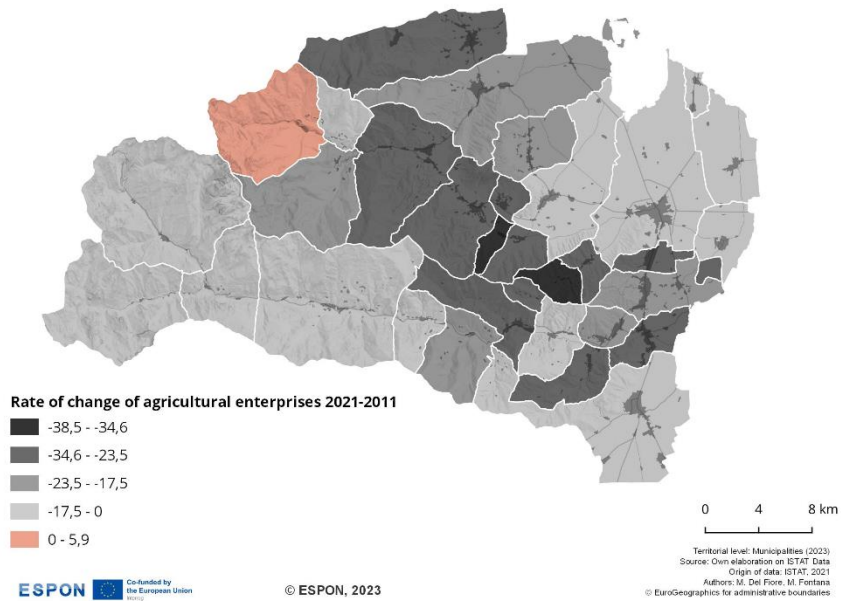 Rate of change of agricultural enterprises 2021-2011
-38,5 - -34,6
-34,6 - -23,5
-23,5 - -17,5
-17,5 - 0
0 - 5,9
0 4 8 km
Territorial level: Municipalities (2023)
Source: Own elaboration on ISTAT Data
Origin of data: ISTAT, 2021
Authors: M. Del Fiore, M. Fontana
© EuroGeographics for administrative boundaries
ESPON
Co-funded by
the European Union
Interreg
© ESPON, 2023